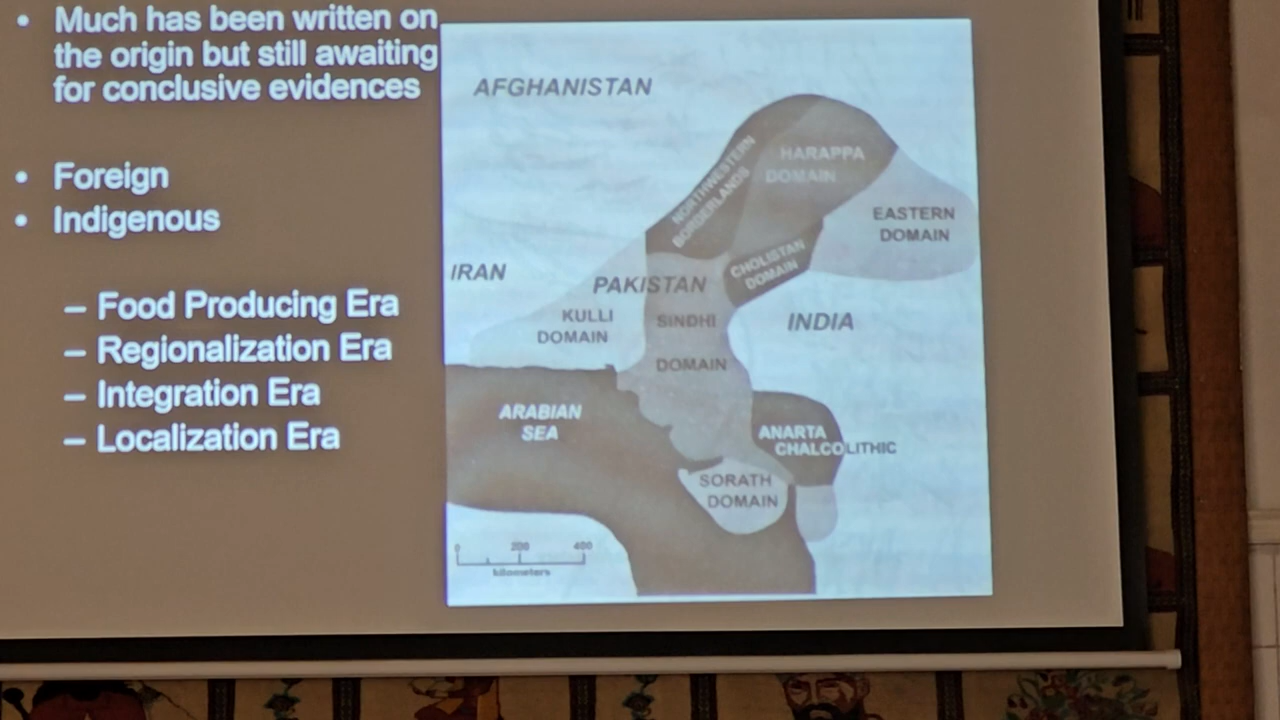 • Much has been written on
the origin but still awaiting
for conclusive evidences
• Foreign
• Indigenous
– Food Producing Era
– Regionalization Era
– Integration Era
– Localization Era
AFGHANISTAN
NORTHWESTERN
BORDERLANDS
HARAPPA
DOMAIN
EASTERN
DOMAIN
CHOLISTAN
DOMAIN
IRAN
PAKISTAN
KULLI
DOMAIN
SINDHI
DOMAIN
INDIA
ARABIAN
SEA
ANARTA
CHALCOLITHIC
SORATH
DOMAIN
0 200 400
kilometers